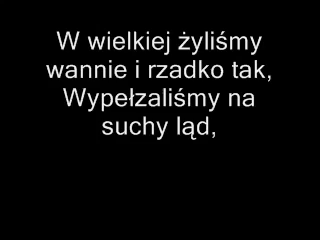 W wielkiej żyliśmy
wannie i rzadko tak,
Wypełzaliśmy na
suchy ląd,